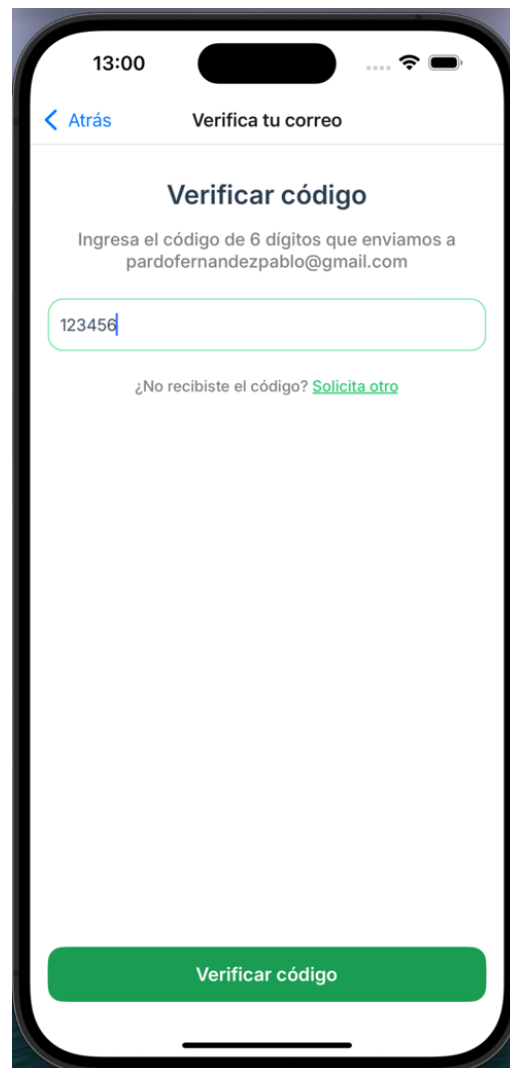 13:00
Atrás
Verifica tu correo
Verificar código
Ingresa el código de 6 dígitos que enviamos a
pardofernandezpablo@gmail.com
123456
¿No recibiste el código? Solicita otro
Verificar código